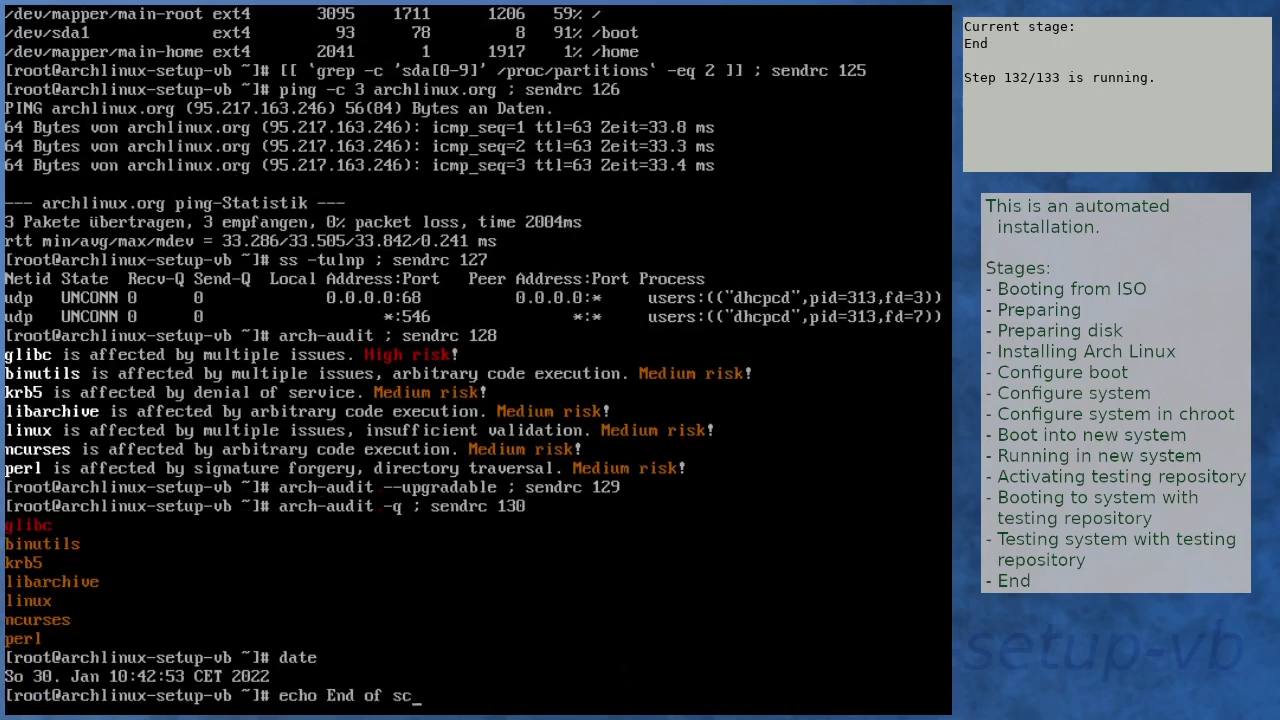 /dev/mapper/main-root ext4       3095      1711      1206   59% /
/dev/sda1             ext4         93        78         8   91% /boot
/dev/mapper/main-home ext4       2041         1      1917    1% /home
[root@archlinux-setup-vb ~]# [[ `grep -c 'sda[0-9]' /proc/partitions` -eq 2 ]] ; sendrc 125
[root@archlinux-setup-vb ~]# ping -c 3 archlinux.org ; sendrc 126
PING archlinux.org (95.217.163.246) 56(84) Bytes an Daten.
64 Bytes von archlinux.org (95.217.163.246): icmp_seq=1 ttl=63 Zeit=33.8 ms
64 Bytes von archlinux.org (95.217.163.246): icmp_seq=2 ttl=63 Zeit=33.3 ms
64 Bytes von archlinux.org (95.217.163.246): icmp_seq=3 ttl=63 Zeit=33.4 ms
--- archlinux.org ping-Statistik ---
3 Pakete übertragen, 3 empfangen, 0% packet loss, time 2004ms
rtt min/avg/max/mdev = 33.286/33.505/33.842/0.241 ms
[root@archlinux-setup-vb ~]# ss -tulnp ; sendrc 127
Netid State  Recv-Q Send-Q  Local Address:Port   Peer Address:Port Process
udp   UNCONN 0      0             0.0.0.0:68          0.0.0.0:*     users:(("dhcpcd",pid=313,fd=3))
udp   UNCONN 0      0                   *:546               *:*     users:(("dhcpcd",pid=313,fd=7))
[root@archlinux-setup-vb ~]# arch-audit ; sendrc 128
glibc is affected by multiple issues. High risk!
binutils is affected by multiple issues, arbitrary code execution. Medium risk!
krb5 is affected by denial of service. Medium risk!
libarchive is affected by arbitrary code execution. Medium risk!
linux is affected by multiple issues, insufficient validation. Medium risk!
ncurses is affected by arbitrary code execution. Medium risk!
perl is affected by signature forgery, directory traversal. Medium risk!
[root@archlinux-setup-vb ~]# arch-audit --upgradable ; sendrc 129
[root@archlinux-setup-vb ~]# arch-audit -q ; sendrc 130
glibc
binutils
krb5
libarchive
linux
ncurses
perl
[root@archlinux-setup-vb ~]# date
So 30. Jan 10:42:53 CET 2022
[root@archlinux-setup-vb ~]# echo End of sc_
Current stage:
End
Step 132/133 is running.
This is an automated
installation.
Stages:
- Booting from ISO
- Preparing
- Preparing disk
- Installing Arch Linux
- Configure boot
- Configure system
- Configure system in chroot
- Boot into new system
- Running in new system
- Activating testing repository
- Booting to system with
testing repository
- Testing system with testing
repository
- End
setup-vb